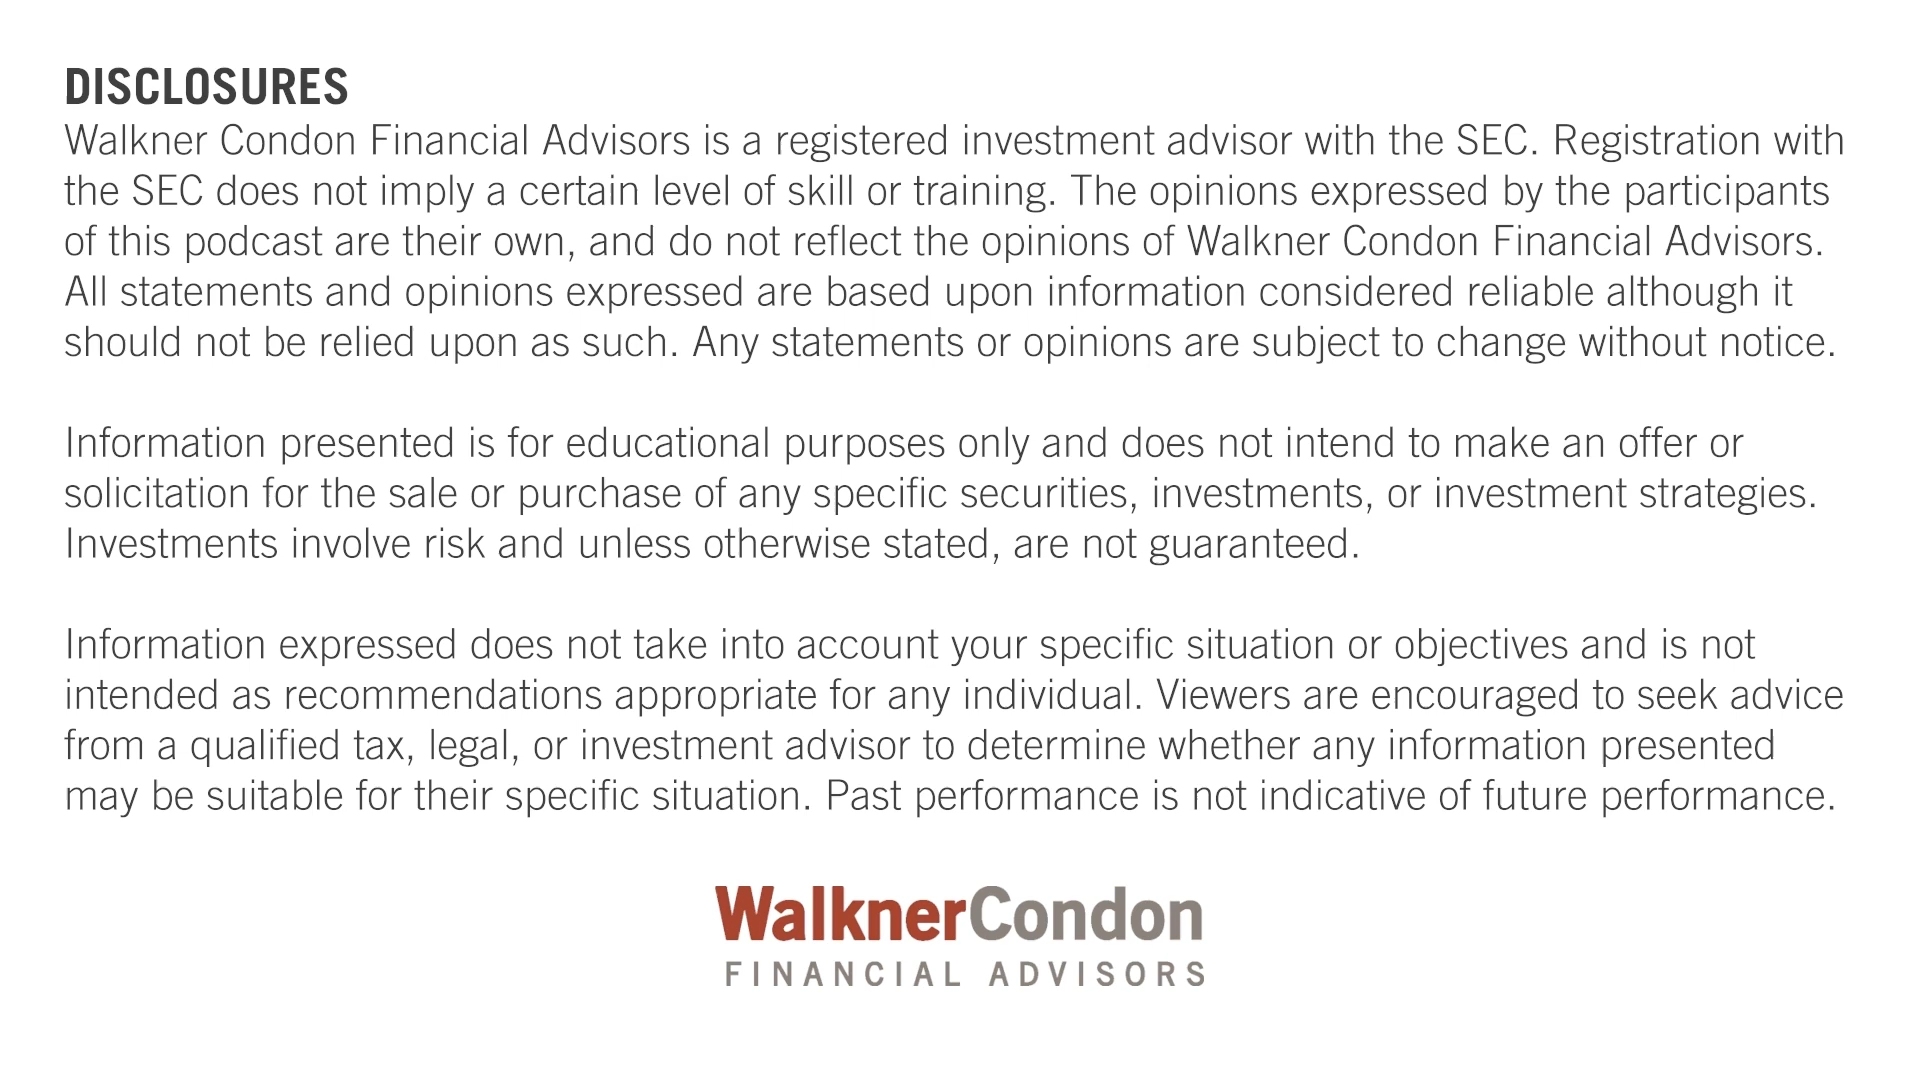 DISCLOSURES
Walkner Condon Financial Advisors is a registered investment advisor with the SEC. Registration with
the SEC does not imply a certain level of skill or training. The opinions expressed by the participants
of this podcast are their own, and do not reflect the opinions of Walkner Condon Financial Advisors.
All statements and opinions expressed are based upon information considered reliable although it
should not be relied upon as such. Any statements or opinions are subject to change without notice.
Information presented is for educational purposes only and does not intend to make an offer or
solicitation for the sale or purchase of any specific securities, investments, or investment strategies.
Investments involve risk and unless otherwise stated, are not guaranteed.
Information expressed does not take into account your specific situation or objectives and is not
intended as recommendations appropriate for any individual. Viewers are encouraged to seek advice
from a qualified tax, legal, or investment advisor to determine whether any information presented
may be suitable for their specific situation. Past performance is not indicative of future performance.
WalknerCondon
FINANCIAL ADVISORS